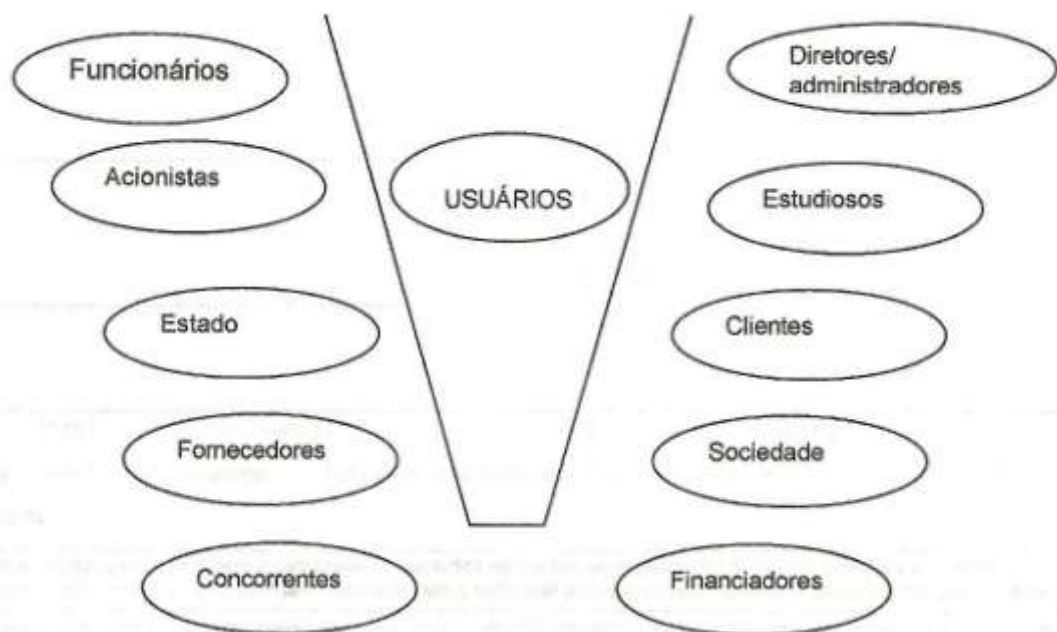 Funcionários
Diretores/
administradores
Acionistas
USUÁRIOS
Estudiosos
Estado
Clientes
Fornecedores
Sociedade
Concorrentes
Financiadores